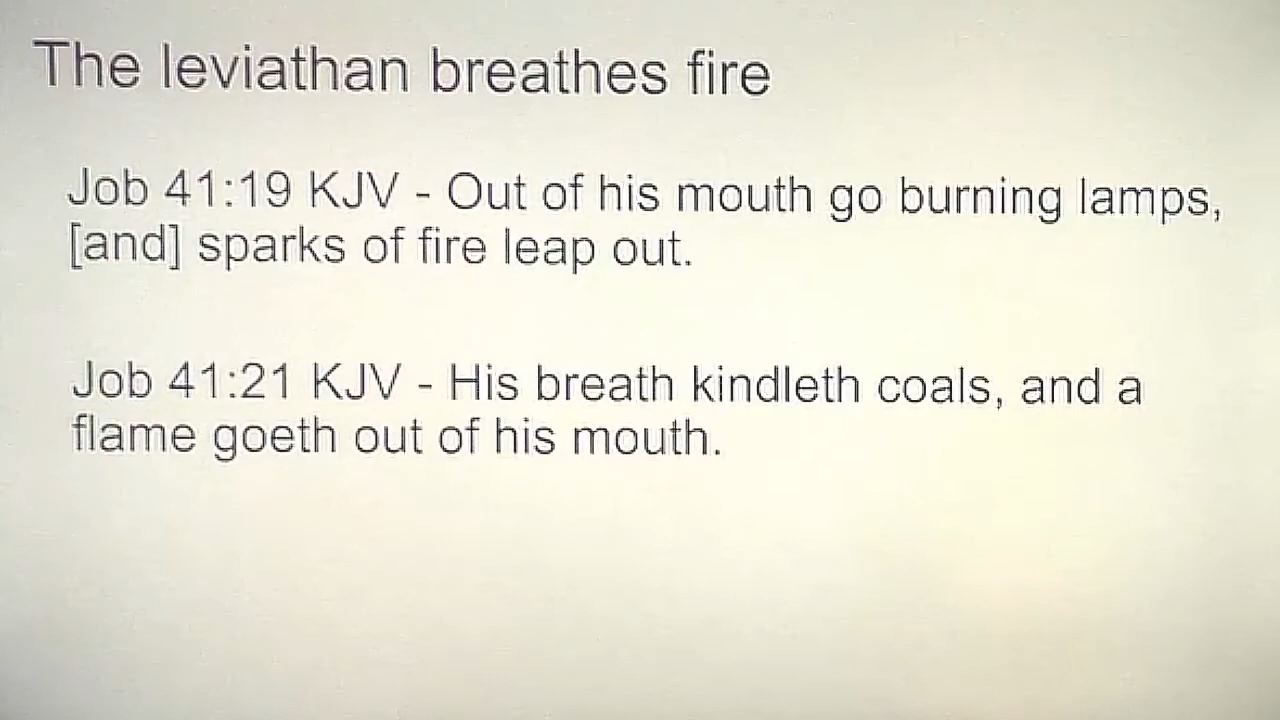 The leviathan breathes fire
Job 41:19 KJV - Out of his mouth go burning lamps,
[and] sparks of fire leap out.
Job 41:21 KJV - His breath kindleth coals, and a
flame goeth out of his mouth.